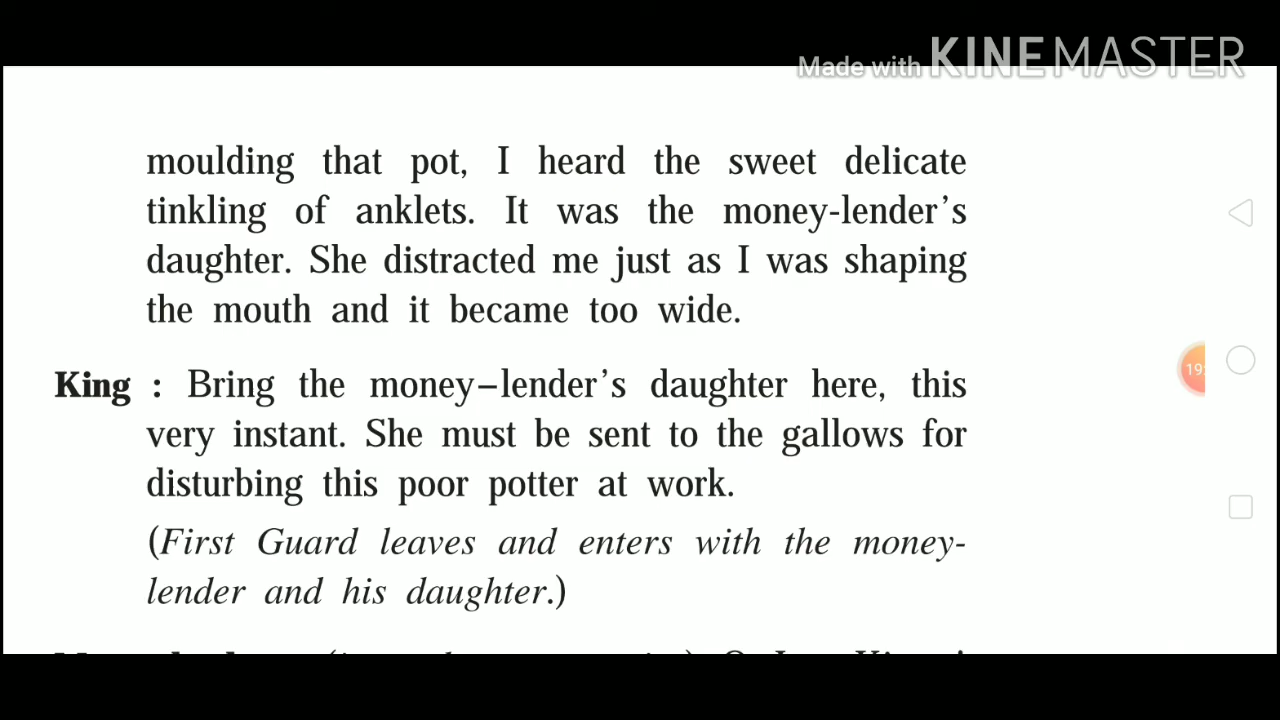 Made with KINEMASTER
moulding that pot, I heard the sweet delicate
tinkling of anklets. It was the money-lender’s
daughter. She distracted me just as I was shaping
the mouth and it became too wide.
King : Bring the money–lender’s daughter here, this
very instant. She must be sent to the gallows for
disturbing this poor potter at work.
(First Guard leaves and enters with the money-
lender and his daughter.)
19